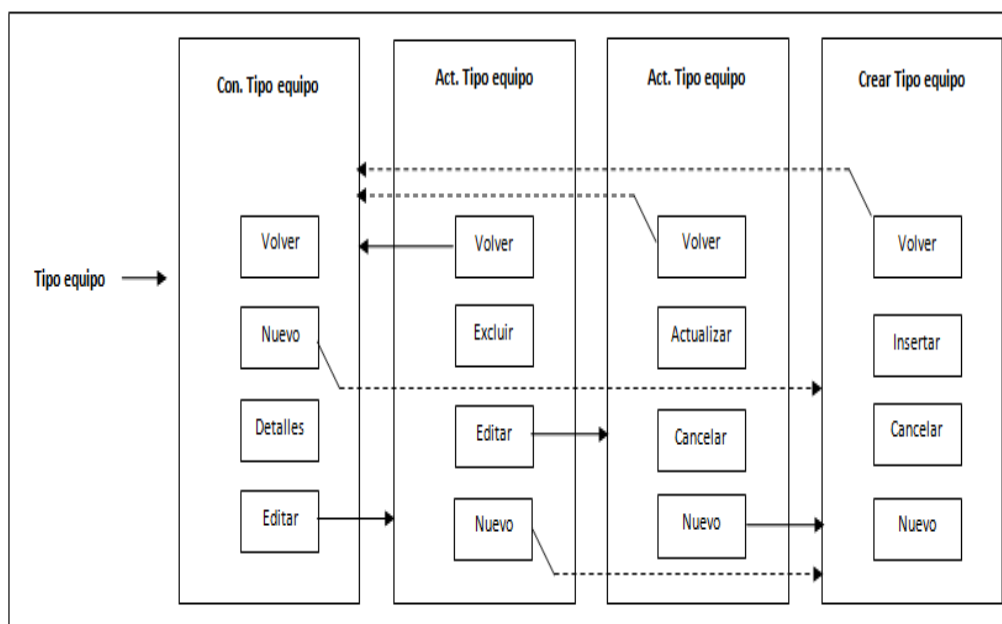 Tipo equipo
Con. Tipo equipo
Volver
Nuevo
Detalles
Editar
Act. Tipo equipo
Volver
Excluir
Editar
Nuevo
Act. Tipo equipo
Volver
Actualizar
Cancelar
Nuevo
Crear Tipo equipo
Volver
Insertar
Cancelar
Nuevo